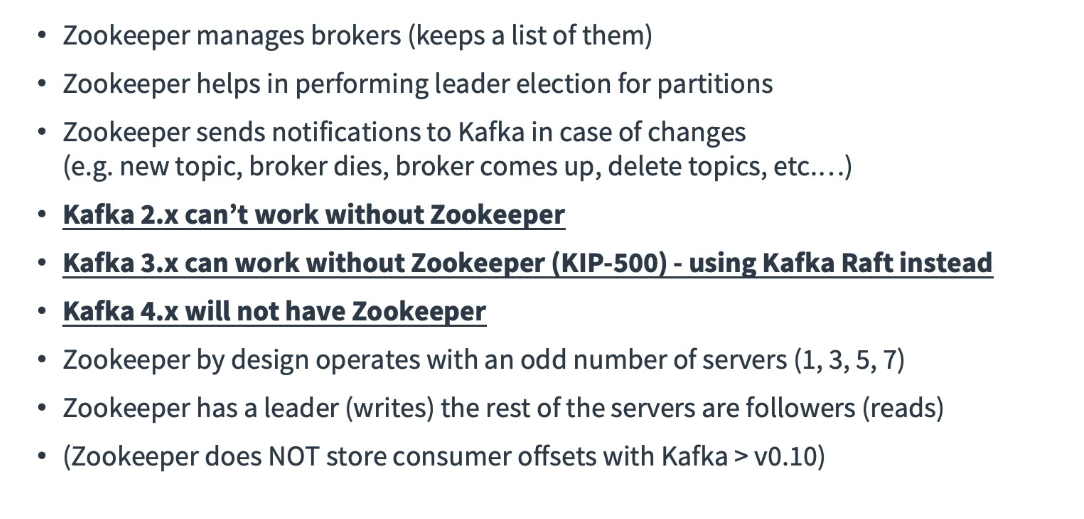 • Zookeeper manages brokers (keeps a list of them)
• Zookeeper helps in performing leader election for partitions
• Zookeeper sends notifications to Kafka in case of changes
(e.g. new topic, broker dies, broker comes up, delete topics, etc.…)
• Kafka 2.x can’t work without Zookeeper
• Kafka 3.x can work without Zookeeper (KIP-500) - using Kafka Raft instead
• Kafka 4.x will not have Zookeeper
• Zookeeper by design operates with an odd number of servers (1, 3, 5, 7)
• Zookeeper has a leader (writes) the rest of the servers are followers (reads)
• (Zookeeper does NOT store consumer offsets with Kafka > v0.10)